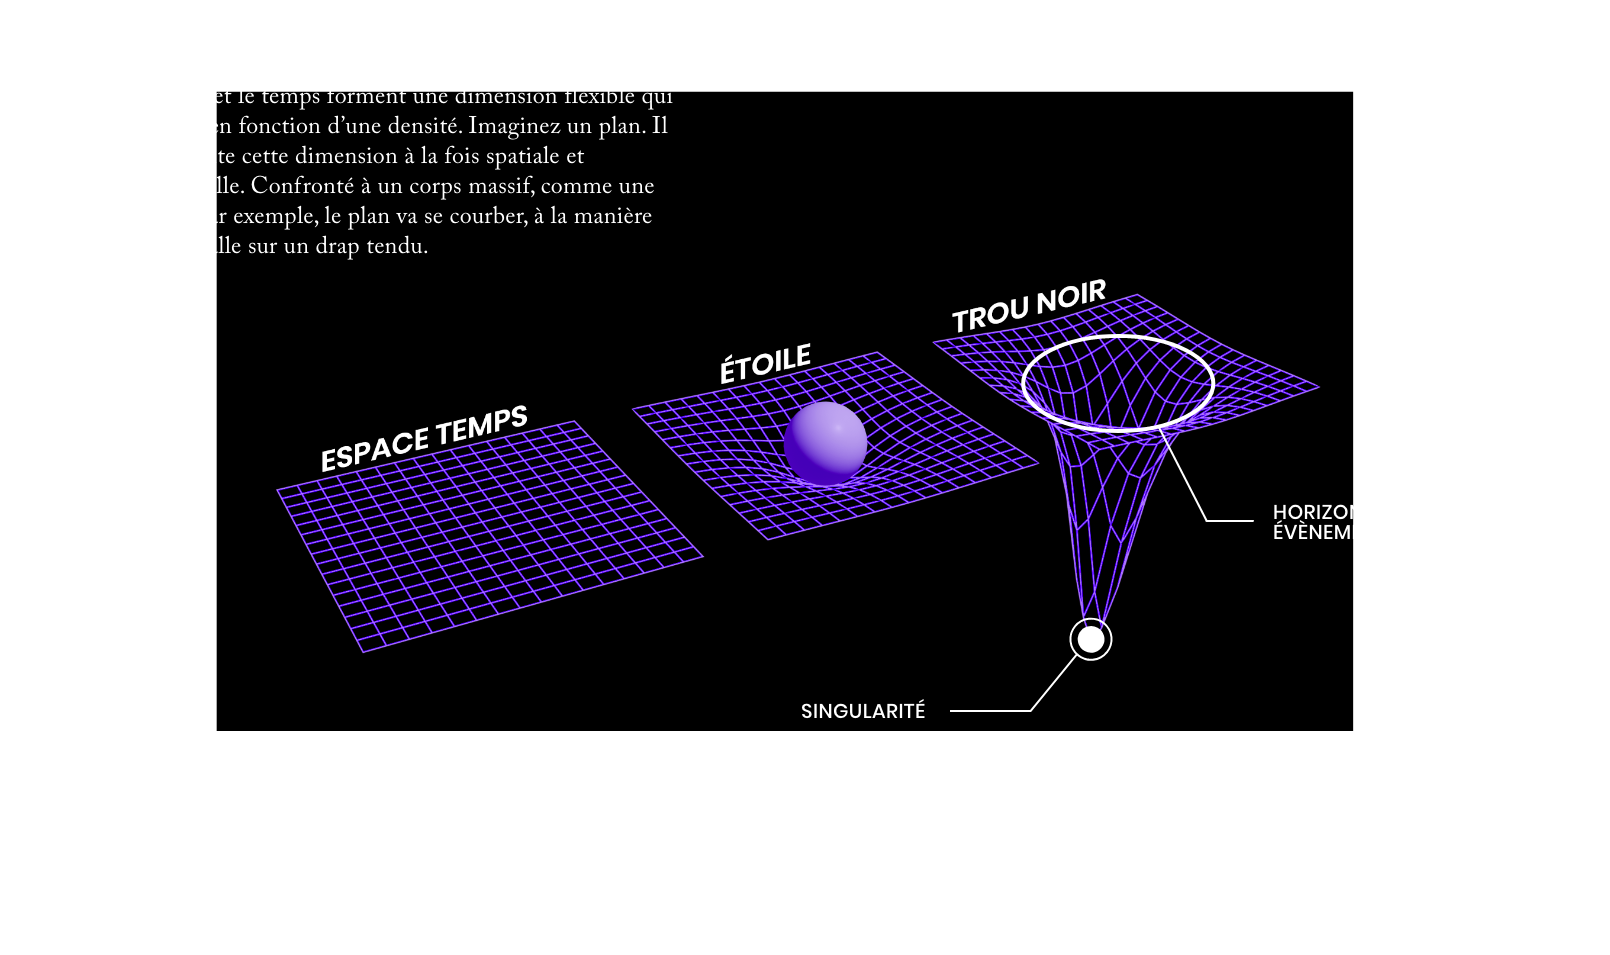 et le temps forment une dimension flexible qui
en fonction d’une densité. Imaginez un plan. Il
te cette dimension à la fois spatiale et
lle. Confronté à un corps massif, comme une
r exemple, le plan va se courber, à la manière
lle sur un drap tendu.
TROU NOIR
ÉTOILE
ESPACE TEMPS
HORIZON
ÉVÈNEM
SINGULARITÉ